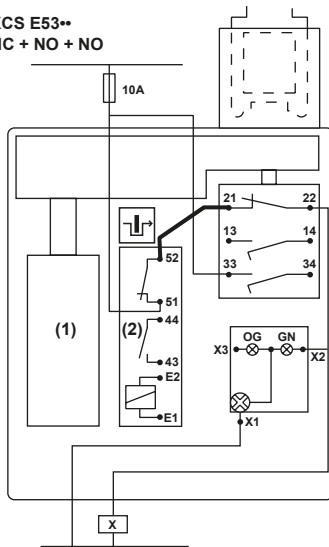 XCS E53••
NC + NO + NO
10A
21 22
13 14
33 34
52
51
(1) (2)
44
43
E2
E1
OG GN
X3 X2
X1
X